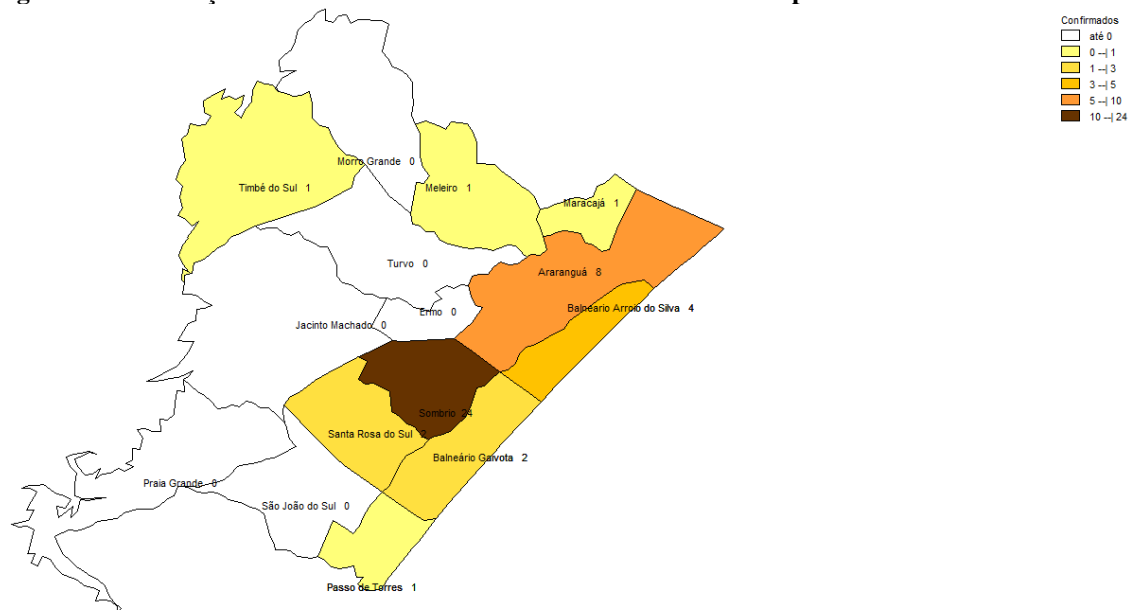 Confirmados
até 0
0 --| 1
1 --| 3
3 --| 5
5 --| 10
10 --| 24
Morro Grande 0
Timbé do Sul 1
Meleiro 1
Maracajá 1
Turvo 0
Araranguá 8
Balneário Arroio do Silva 4
Ermo 0
Jacinto Machado 0
Sombrio 24
Santa Rosa do Sul
Balneário Gaivota 2
Praia Grande 0
São João do Sul 0
Passo de Torres 1